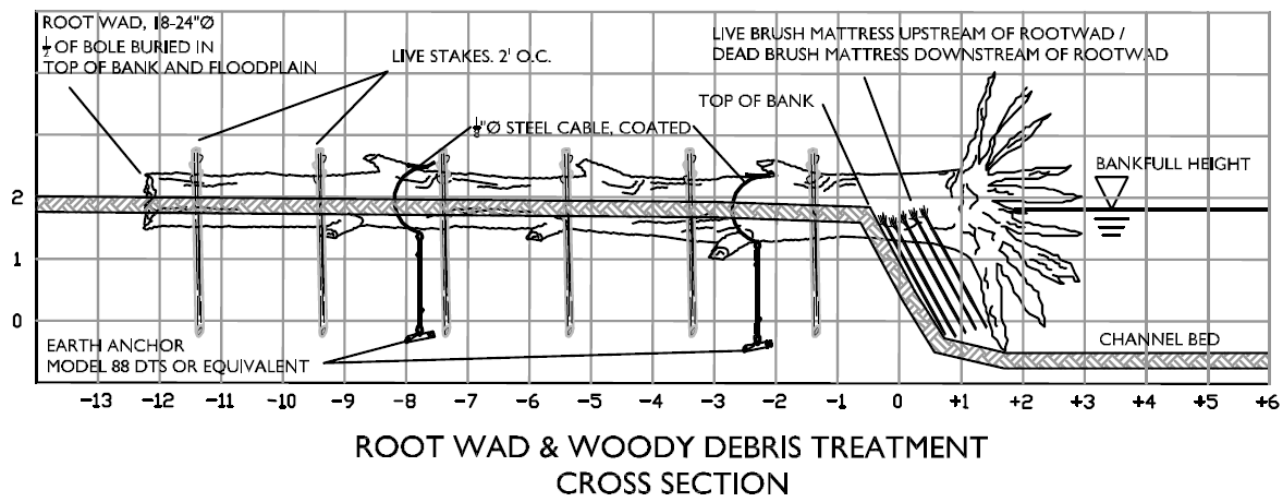 ROOT WAD, 18-24"Ø
½ OF BOLE BURIED IN
TOP OF BANK AND FLOODPLAIN
LIVE STAKES. 2' O.C.
LIVE BRUSH MATTRESS UPSTREAM OF ROOTWAD /
DEAD BRUSH MATTRESS DOWNSTREAM OF ROOTWAD
TOP OF BANK
"Ø STEEL CABLE, COATED
BANKFULL HEIGHT
2
1
0
EARTH ANCHOR
MODEL 88 DTS OR EQUIVALENT
CHANNEL BED
-13 -12 -11 -10 -9 -8 -7 -6 -5 -4 -3 -2 -1 0 +1 +2 +3 +4 +5 +6
ROOT WAD & WOODY DEBRIS TREATMENT
CROSS SECTION